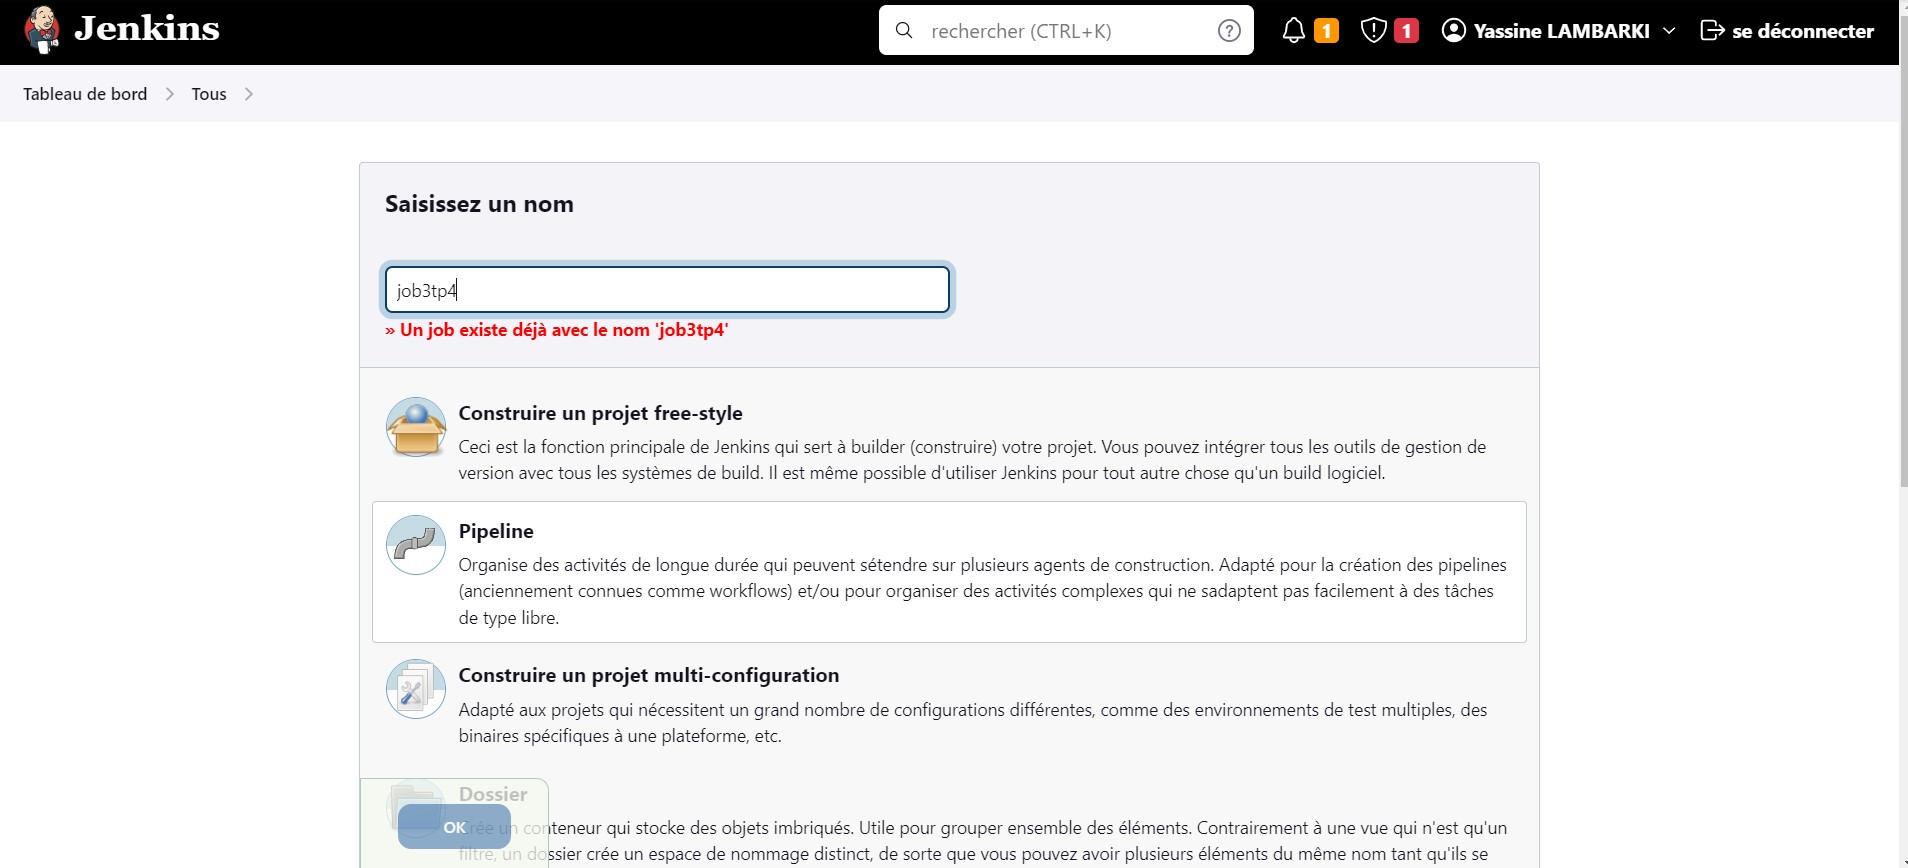 Jenkins
rechercher (CTRL+K)
1
1
Yassine LAMBARKI
se déconnecter
Tableau de bord
Tous
Saisissez un nom
job3tp4
» Un job existe déjà avec le nom 'job3tp4'
Construire un projet free-style
Ceci est la fonction principale de Jenkins qui sert à builder (construire) votre projet. Vous pouvez intégrer tous les outils de gestion de
version avec tous les systèmes de build. Il est même possible d'utiliser Jenkins pour tout autre chose qu'un build logiciel.
Pipeline
Organise des activités de longue durée qui peuvent sétendre sur plusieurs agents de construction. Adapté pour la création des pipelines
(anciennement connues comme workflows) et/ou pour organiser des activités complexes qui ne sadaptent pas facilement à des tâches
de type libre.
Construire un projet multi-configuration
Adapté aux projets qui nécessitent un grand nombre de configurations différentes, comme des environnements de test multiples, des
binaires spécifiques à une plateforme, etc.
Dossier
OK
Crée un conteneur qui stocke des objets imbriqués. Utile pour grouper ensemble des éléments. Contrairement à une vue qui n'est qu'un
filtre, un dossier crée un espace de nommage distinct, de sorte que vous pouvez avoir plusieurs éléments du même nom tant qu'ils se